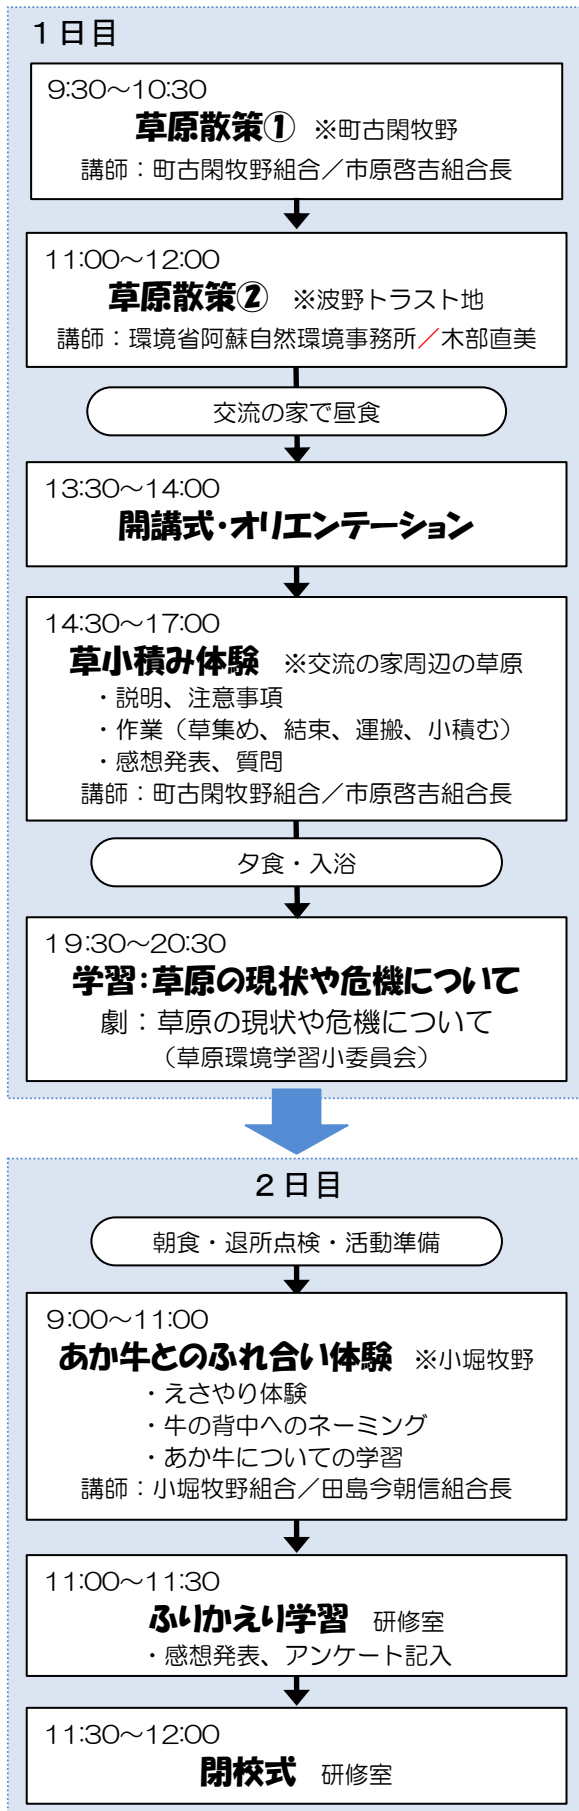 1日目
9:30～10:30
草原散策① ※町古閑牧野
講師：町古閑牧野組合／市原啓吉組合長
11:00～12:00
草原散策② ※波野トラスト地
講師：環境省阿蘇自然環境事務所／木部直美
交流の家で昼食
13:30～14:00
開講式・オリエンテーション
14:30～17:00
草小積み体験 ※交流の家周辺の草原
・説明、注意事項
・作業（草集め、結束、運搬、小積む）
・感想発表、質問
講師：町古閑牧野組合／市原啓吉組合長
夕食・入浴
19:30～20:30
学習：草原の現状や危機について
劇：草原の現状や危機について
（草原環境学習小委員会）
2日目
朝食・退所点検・活動準備
9:00～11:00
あか牛とのふれ合い体験 ※小堀牧野
・えさやり体験
・牛の背中へのネーミング
・あか牛についての学習
講師：小堀牧野組合／田島今朝信組合長
11:00～11:30
ふりかえり学習 研修室
・感想発表、アンケート記入
11:30～12:00
閉校式 研修室